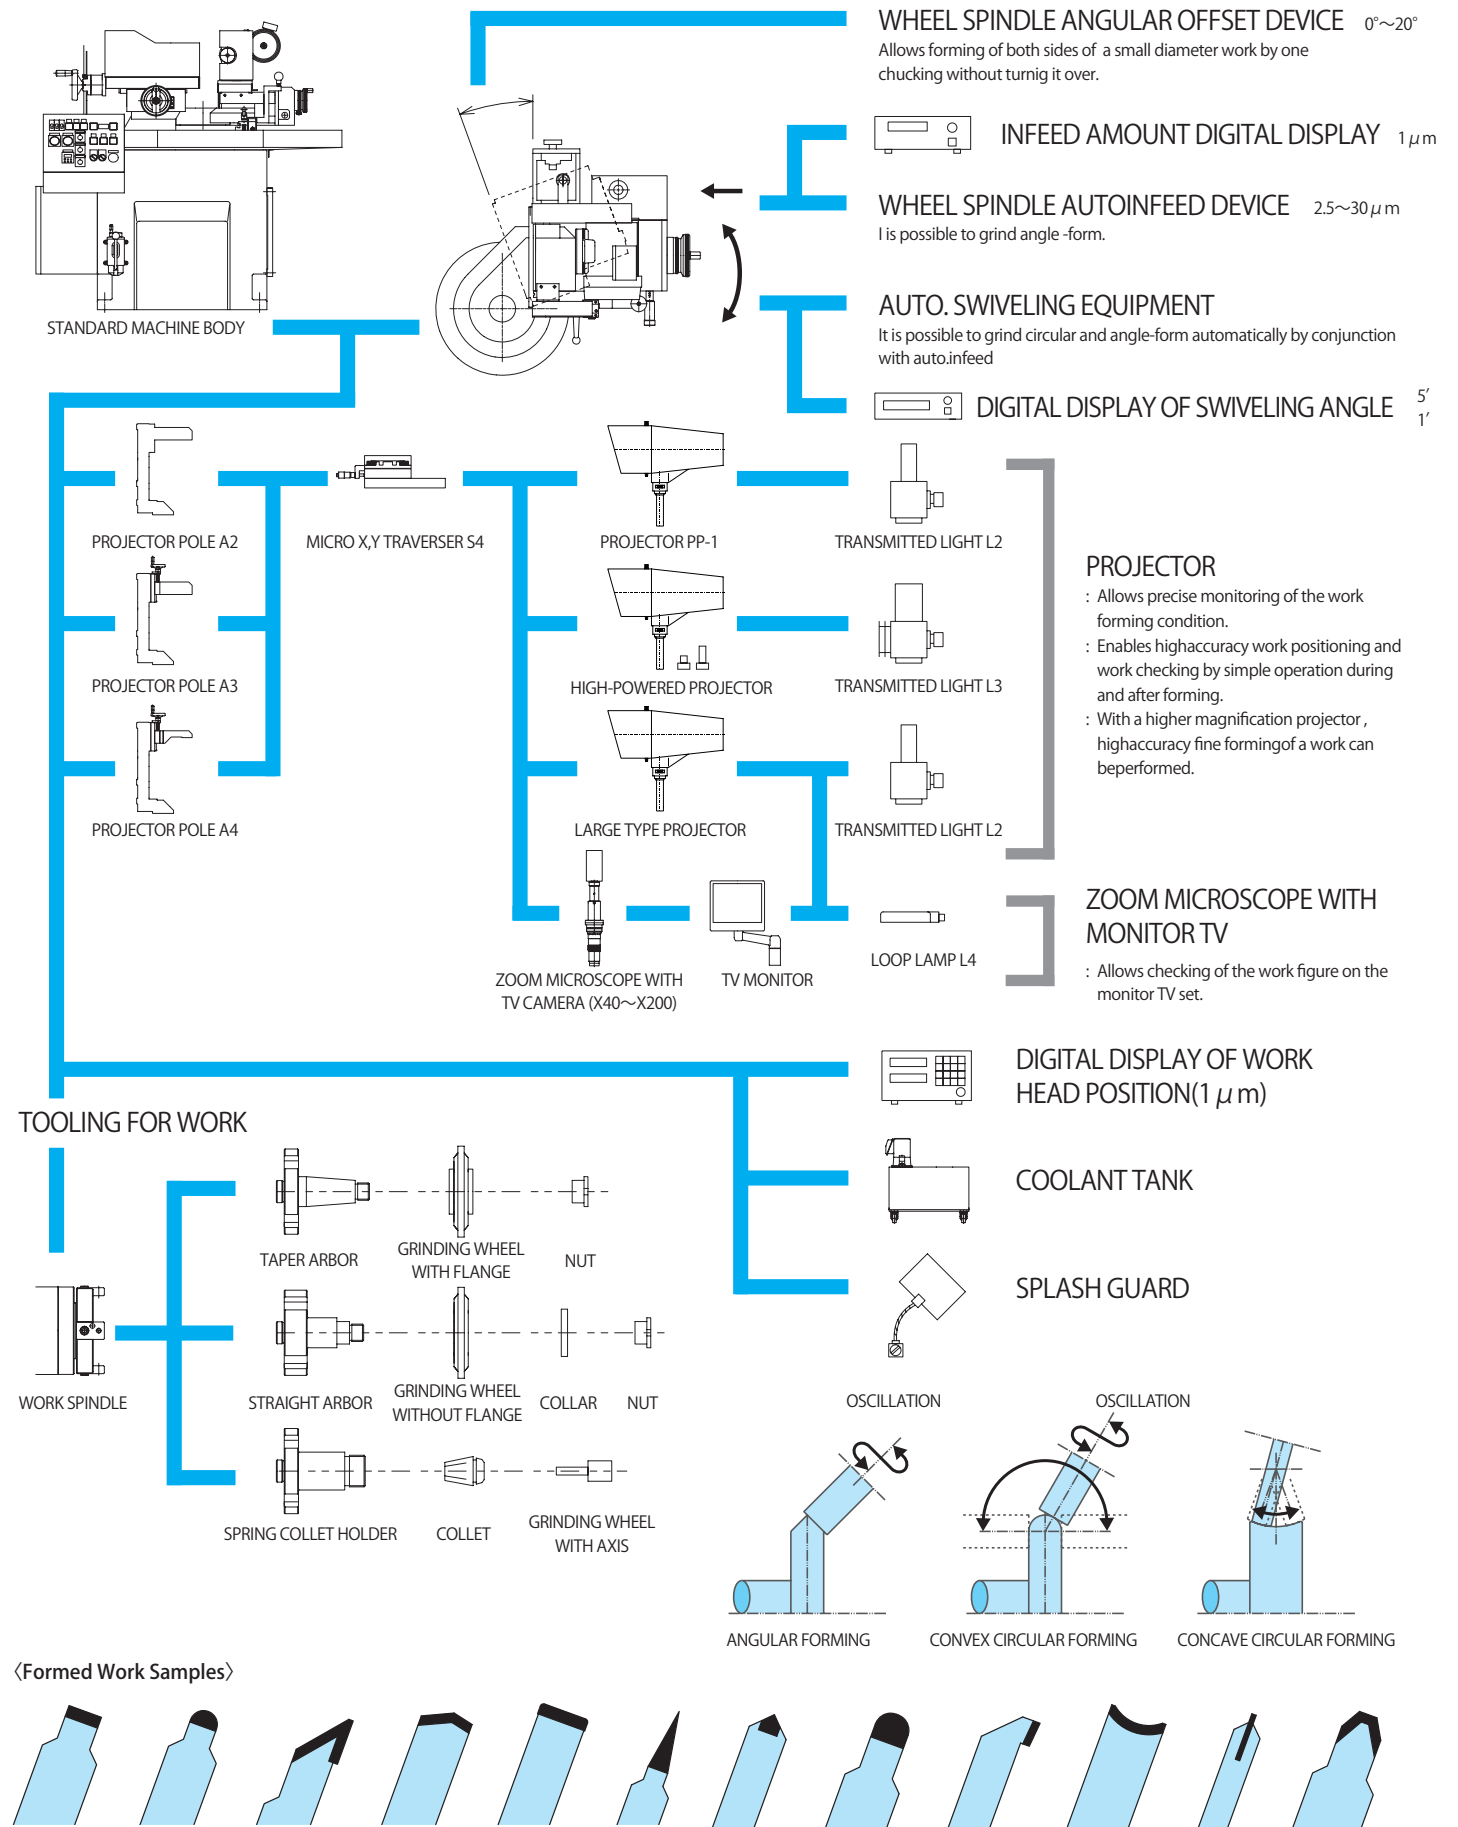 WHEEL SPINDLE ANGULAR OFFSET DEVICE 0°～20°
Allows forming of both sides of a small diameter work by one
chucking without turnig it over.
INFEED AMOUNT DIGITAL DISPLAY 1μm
WHEEL SPINDLE AUTOINFEED DEVICE 2.5～30μm
I is possible to grind angle -form.
AUTO. SWIVELING EQUIPMENT
It is possible to grind circular and angle-form automatically by conjunction
with auto.infeed
DIGITAL DISPLAY OF SWIVELING ANGLE 5′
1′
STANDARD MACHINE BODY
PROJECTOR POLE A2
MICRO X,Y TRAVERSER S4
PROJECTOR PP-1
TRANSMITTED LIGHT L2
PROJECTOR POLE A3
HIGH-POWERED PROJECTOR
TRANSMITTED LIGHT L3
PROJECTOR POLE A4
LARGE TYPE PROJECTOR
TRANSMITTED LIGHT L2
PROJECTOR
: Allows precise monitoring of the work
forming condition.
: Enables highaccuracy work positioning and
work checking by simple operation during
and after forming.
: With a higher magnification projector ,
highaccuracy fine formingof a work can
beperformed.
ZOOM MICROSCOPE WITH
TV CAMERA (X40～X200)
TV MONITOR
LOOP LAMP L4
ZOOM MICROSCOPE WITH
MONITOR TV
: Allows checking of the work figure on the
monitor TV set.
DIGITAL DISPLAY OF WORK
HEAD POSITION(1μm)
COOLANT TANK
SPLASH GUARD
TOOLING FOR WORK
TAPER ARBOR
GRINDING WHEEL
WITH FLANGE
NUT
WORK SPINDLE
STRAIGHT ARBOR
GRINDING WHEEL
WITHOUT FLANGE
COLLAR
NUT
SPRING COLLET HOLDER
COLLET
GRINDING WHEEL
WITH AXIS
OSCILLATION
OSCILLATION
ANGULAR FORMING
CONVEX CIRCULAR FORMING
CONCAVE CIRCULAR FORMING
〈Formed Work Samples〉